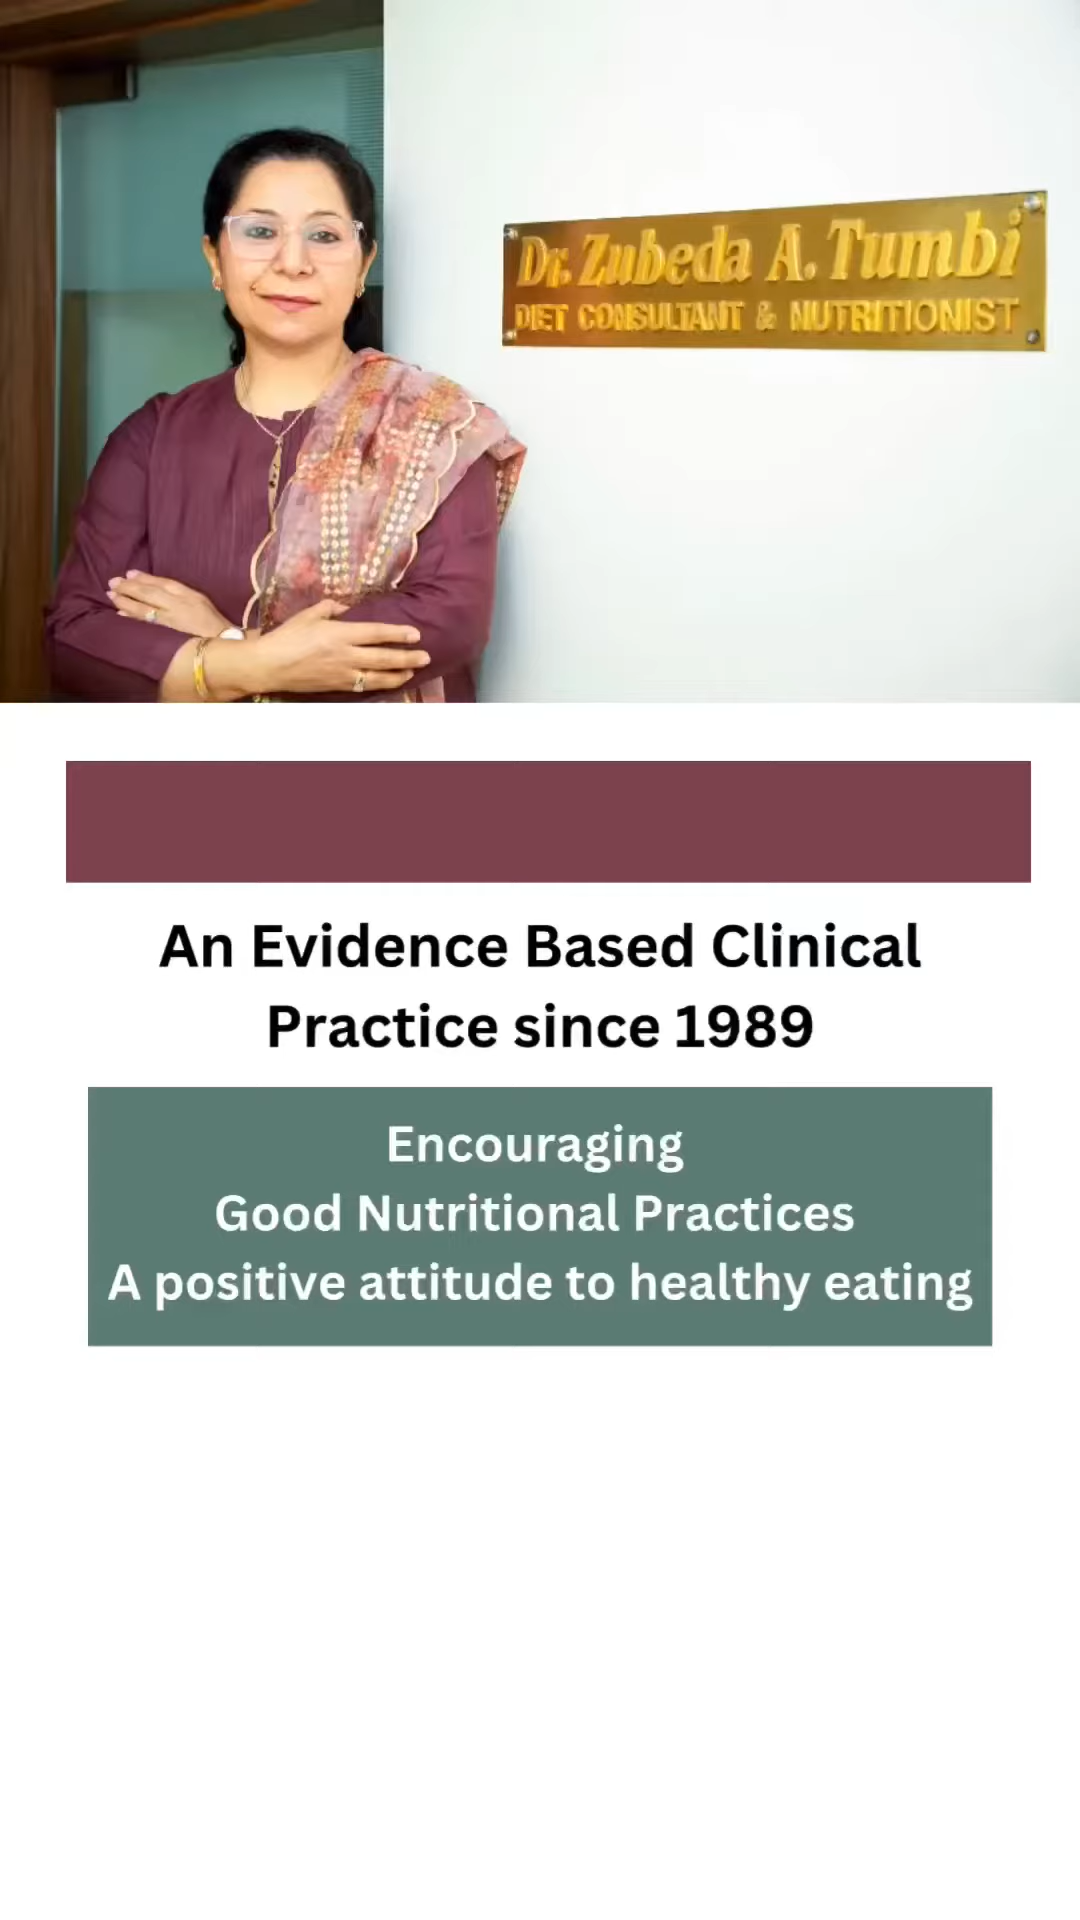 Dr. Zubeda A. Tumbi
DIET CONSULTANT & NUTRITIONIST
An Evidence Based Clinical
Practice since 1989
Encouraging
Good Nutritional Practices
A positive attitude to healthy eating